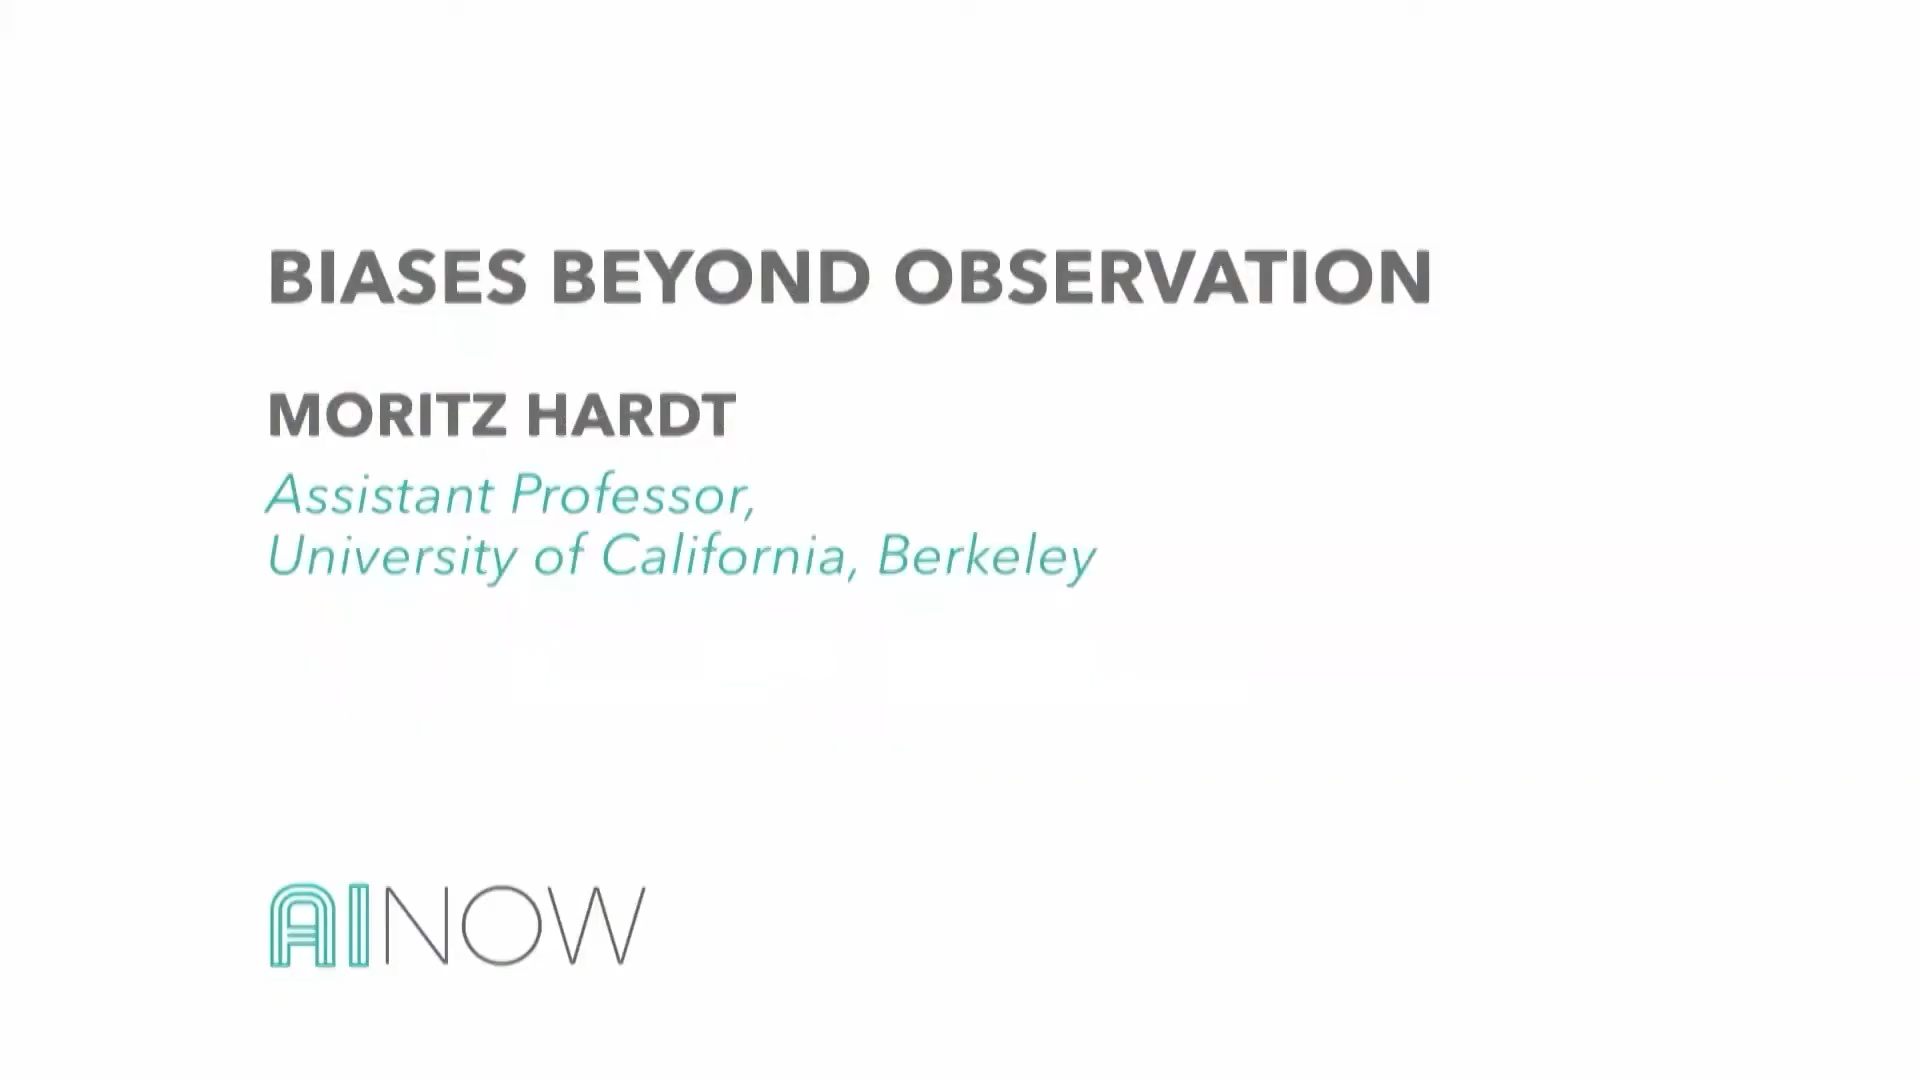 BIASES BEYOND OBSERVATION
MORITZ HARDT
Assistant Professor,
University of California, Berkeley
AINOW